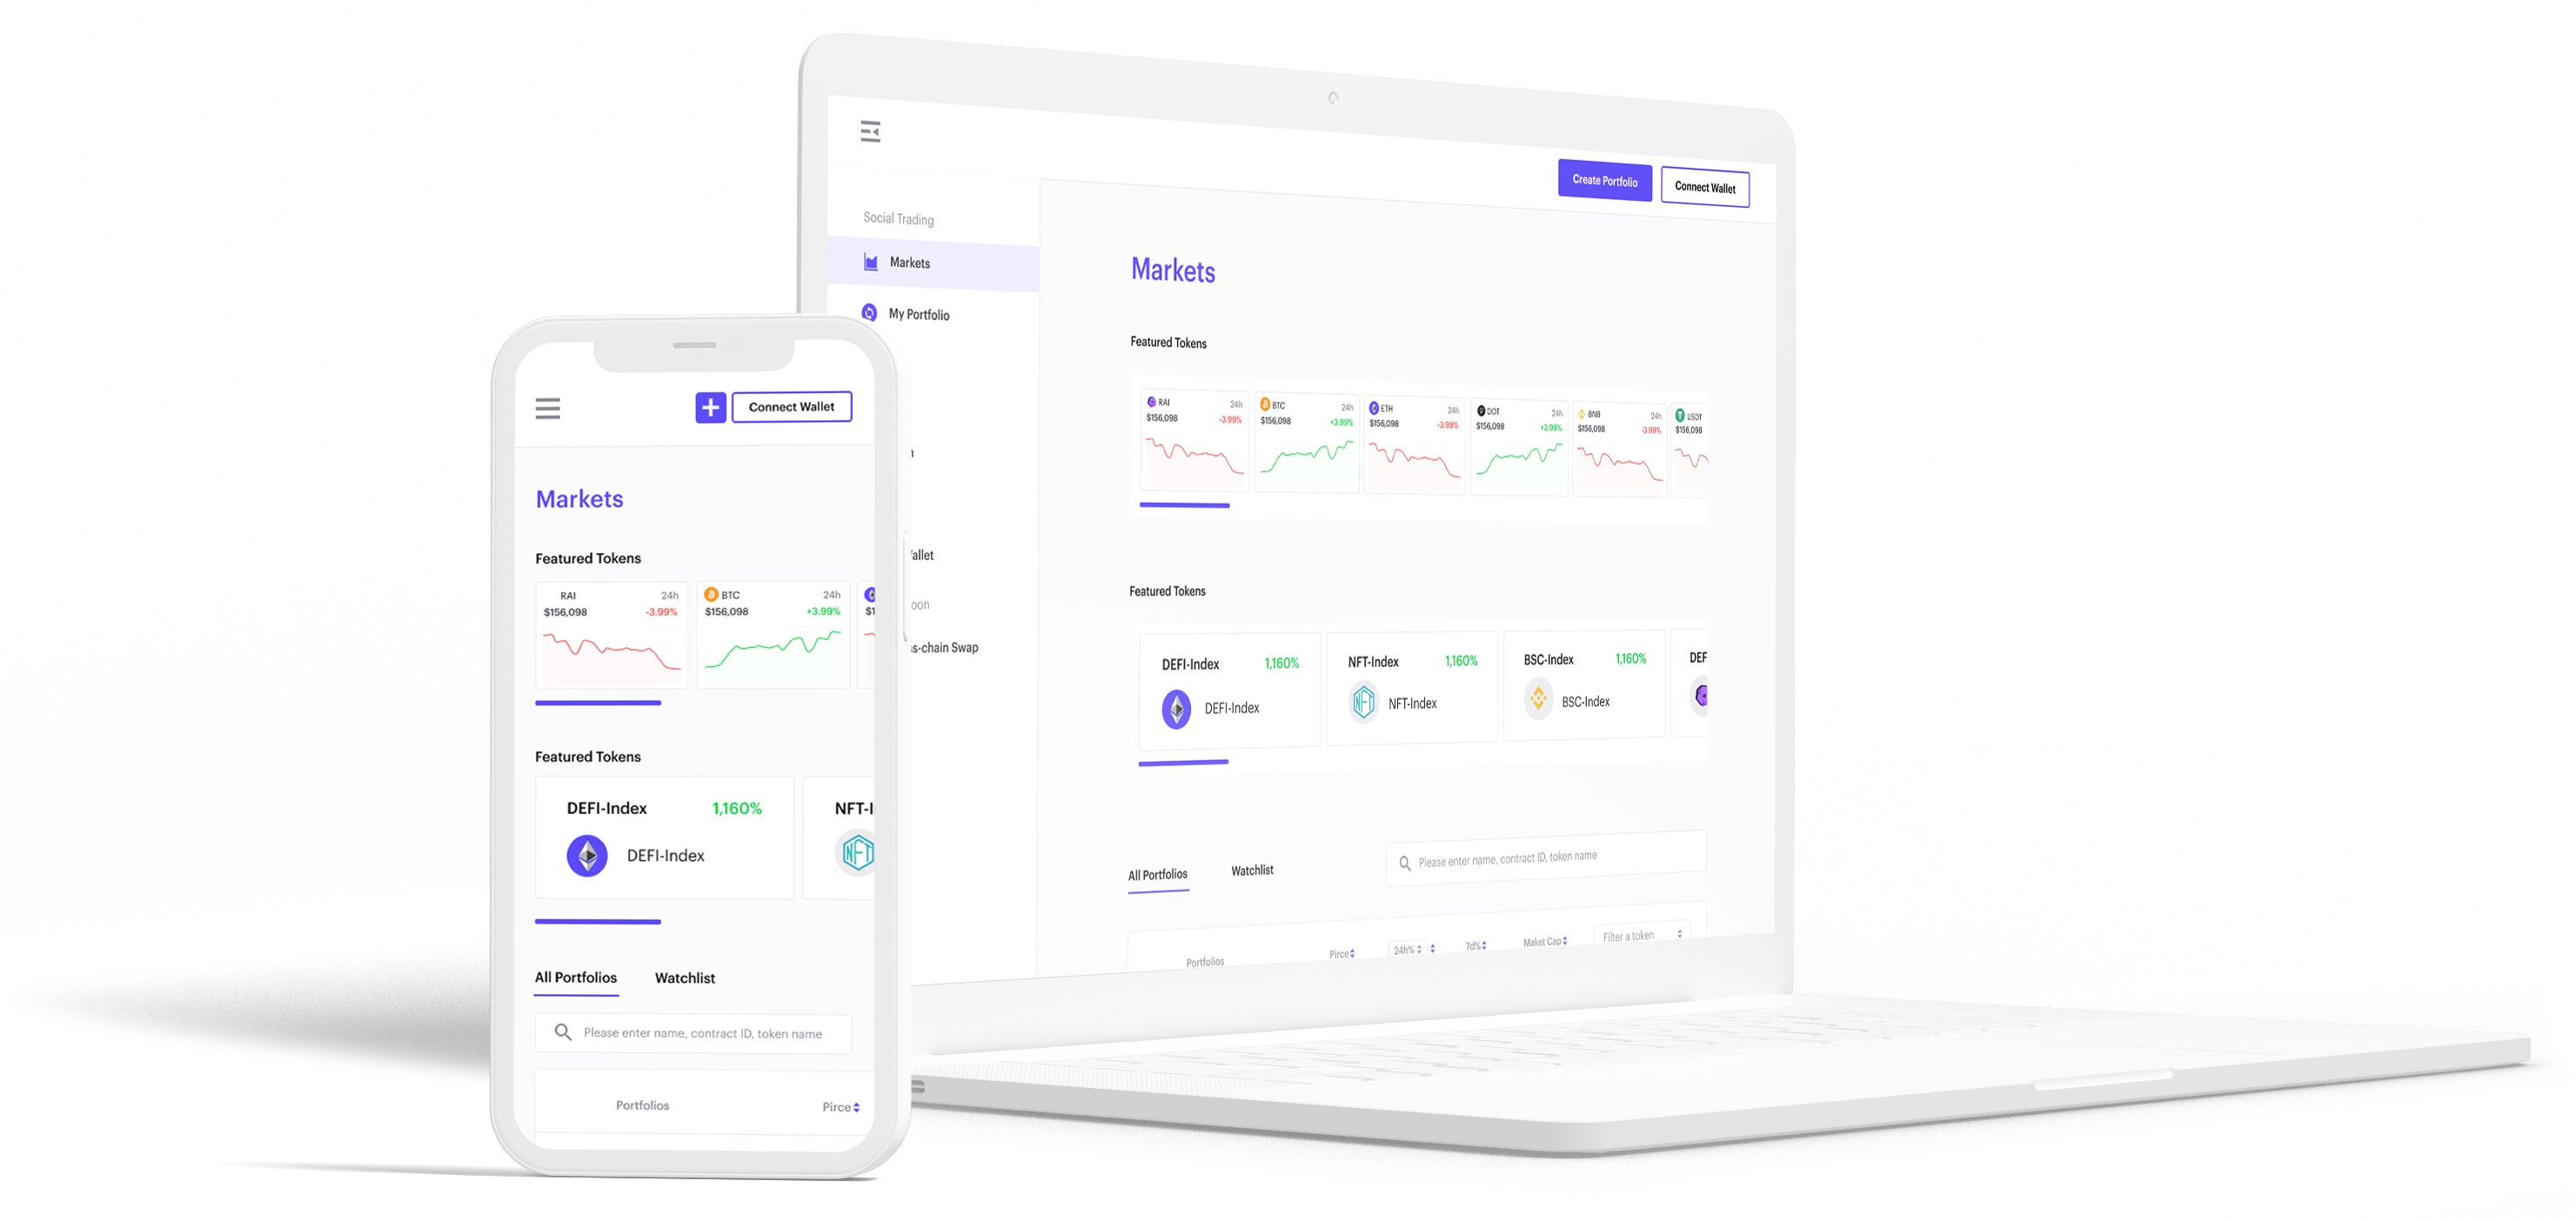 Create Portfolio
Connect Wallet
Social Trading
Markets
My Portfolio
Markets
Featured Tokens
RAI 24h
$156,098 -3.99%
BTC 24h
$156,098 +3.99%
ETH 24h
$156,098 -3.99%
DOT 24h
$156,098 +3.99%
BNB 24h
$156,098 -3.99%
USDT
$156,098
Featured Tokens
DEFI-Index 1,160%
DEFI-Index
NFT-Index 1,160%
NFT
NFT-Index
BSC-Index 1,160%
BSC-Index
DEF
allet
oon
s-chain Swap
All Portfolios
Watchlist
Please enter name, contract ID, token name
Portfolios
Pirce
24h%
7d%
Maket Cap
Filter a token
Connect Wallet
Markets
Featured Tokens
RAI 24h
$156,098 -3.99%
BTC 24h
$156,098 +3.99%
$1
Featured Tokens
DEFI-Index 1,160%
DEFI-Index
NFT-I
NFT
All Portfolios
Watchlist
Please enter name, contract ID, token name
Portfolios
Pirce